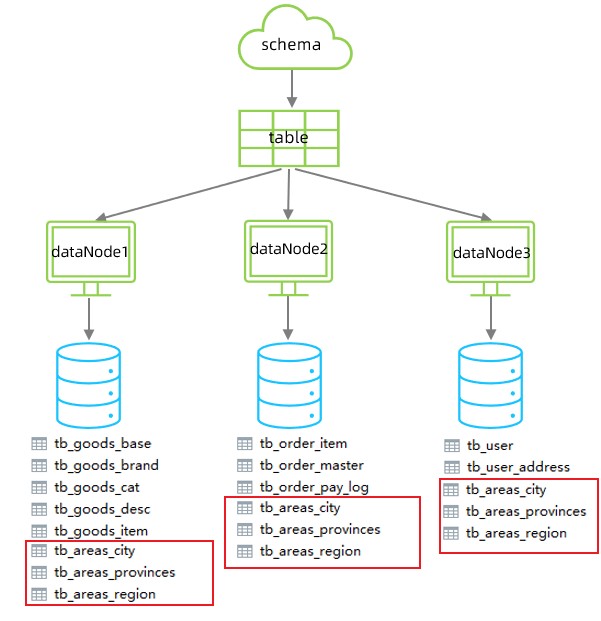 schema
table
dataNode1
dataNode2
dataNode3
tb_goods_base
tb_goods_brand
tb_goods_cat
tb_goods_desc
tb_goods_item
tb_areas_city
tb_areas_provinces
tb_areas_region
tb_order_item
tb_order_master
tb_order_pay_log
tb_areas_city
tb_areas_provinces
tb_areas_region
tb_user
tb_user_address
tb_areas_city
tb_areas_provinces
tb_areas_region